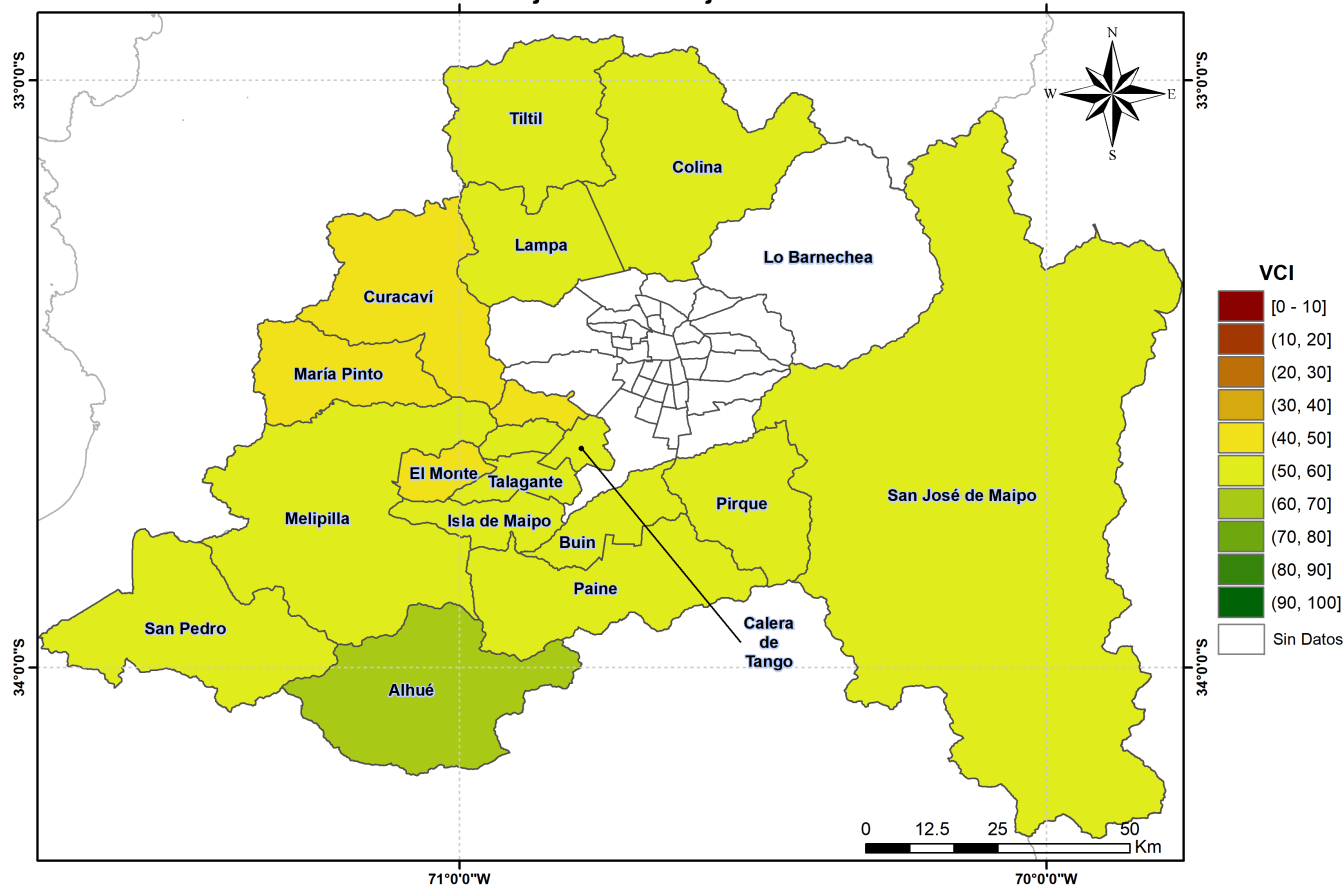 N
W E
S
33°0'0"S
33°0'0"S
Tiltil
Colina
Lampa
Lo Barnechea
Curacaví
María Pinto
El Monte
Talagante
Melipilla
Isla de Maipo
Pirque
San José de Maipo
Buin
Paine
San Pedro
Calera
de
Tango
Alhué
34°0'0"S
34°0'0"S
0 12.5 25 50
Km
71°0'0"W
70°0'0"W
VCI
[0 - 10]
(10, 20]
(20, 30]
(30, 40]
(40, 50]
(50, 60]
(60, 70]
(70, 80]
(80, 90]
(90, 100]
Sin Datos